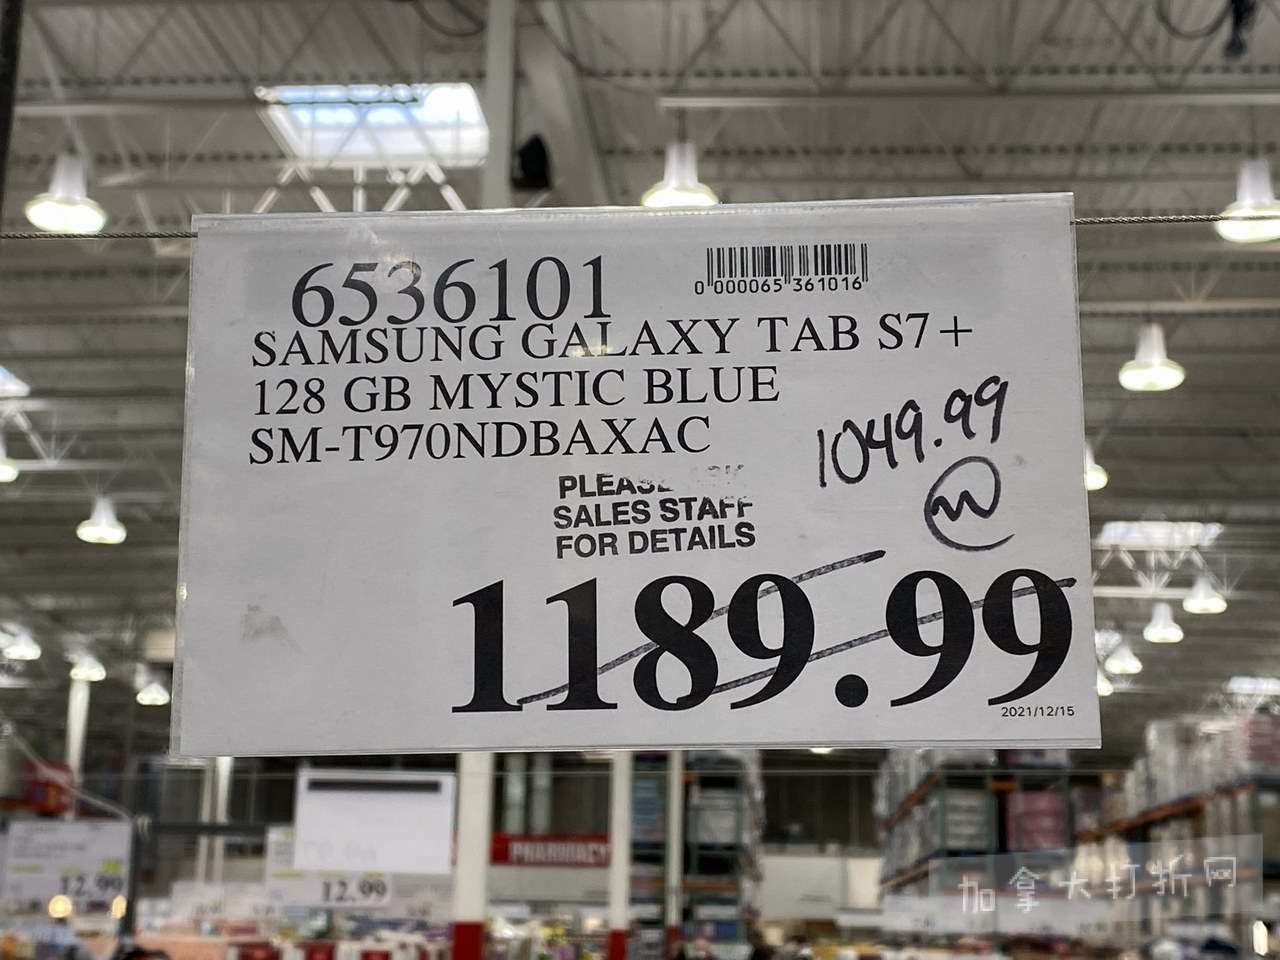 6536101
0 000065 361016
SAMSUNG GALAXY TAB S7+
128 GB MYSTIC BLUE
SM-T970NDBAXAC
1049.99
PLEASE
SALES STAFF
FOR DETAILS
1189.99
2021/12/15
PHARMACY
12.99
12.99
加拿大打折网